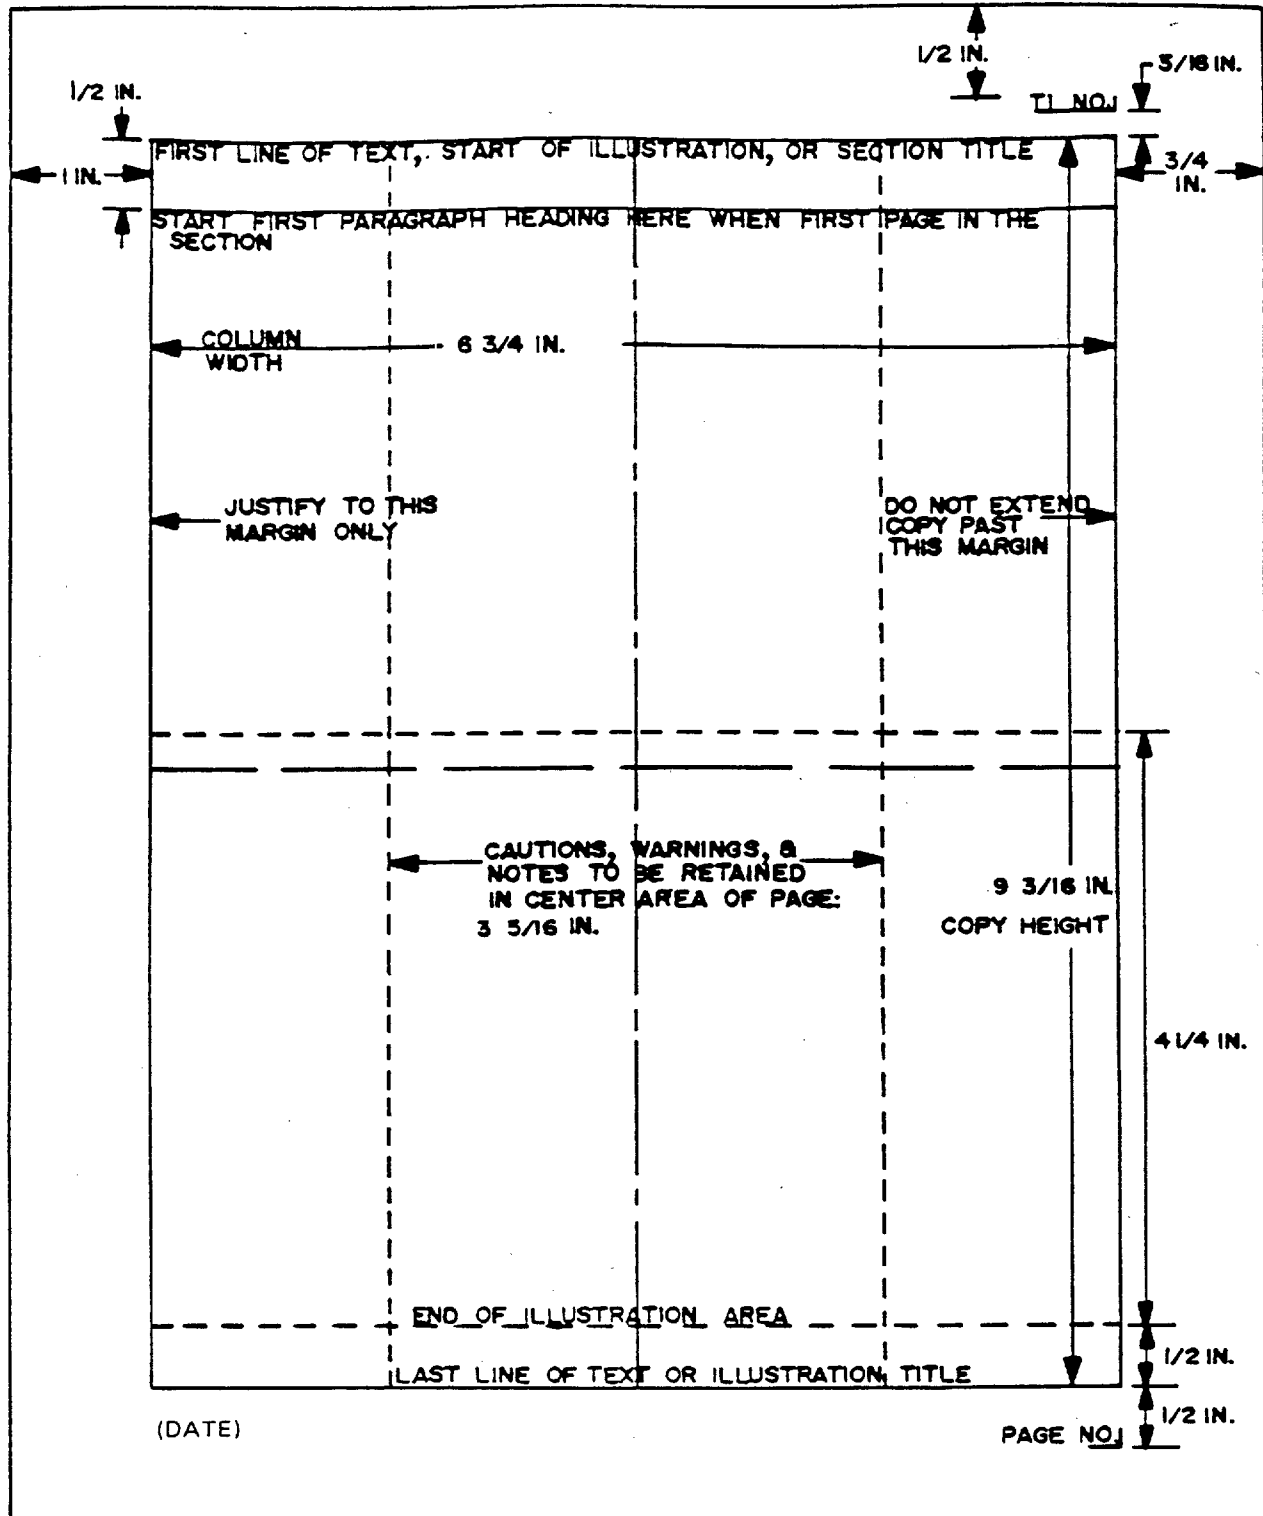 1/2 IN.
3/16 IN.
1/2 IN.
TI NO.
FIRST LINE OF TEXT, START OF ILLUSTRATION, OR SECTION TITLE
1 IN.
3/4
IN.
START FIRST PARAGRAPH HEADING HERE WHEN FIRST PAGE IN THE
SECTION
COLUMN
WIDTH
6 3/4 IN.
JUSTIFY TO THIS
MARGIN ONLY
DO NOT EXTEND
COPY PAST
THIS MARGIN
CAUTIONS, WARNINGS, &
NOTES TO BE RETAINED
IN CENTER AREA OF PAGE:
3 5/16 IN.
9 3/16 IN.
COPY HEIGHT
4 1/4 IN.
END OF ILLUSTRATION AREA
1/2 IN.
LAST LINE OF TEXT OR ILLUSTRATION TITLE
1/2 IN.
(DATE)
PAGE NO.